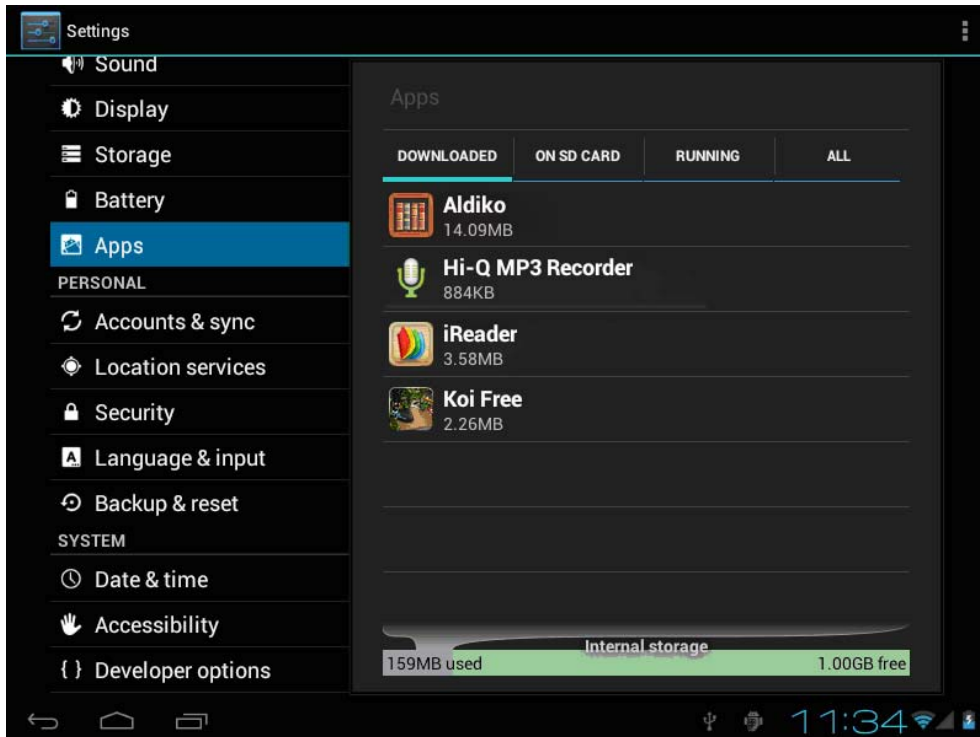 Settings
Sound
Display
Storage
Battery
Apps
PERSONAL
Accounts & sync
Location services
Security
Language & input
Backup & reset
SYSTEM
Date & time
Accessibility
{ } Developer options
Apps
DOWNLOADED ON SD CARD RUNNING ALL
Aldiko
14.09MB
Hi-Q MP3 Recorder
884KB
iReader
3.58MB
Koi Free
2.26MB
Internal storage
159MB used 1.00GB free
11:34